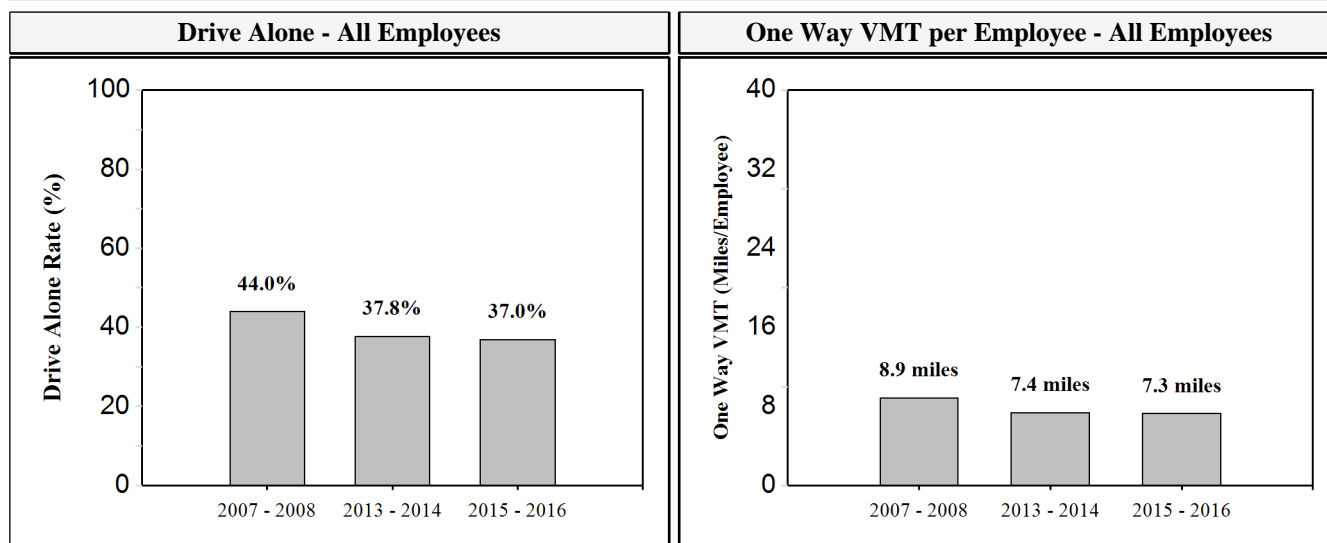 Drive Alone - All Employees
One Way VMT per Employee - All Employees
Drive Alone Rate (%)
100
80
60
40
20
0
44.0%
37.8%
37.0%
2007 - 2008
2013 - 2014
2015 - 2016
One Way VMT (Miles/Employee)
40
32
24
16
8
0
8.9 miles
7.4 miles
7.3 miles
2007 - 2008
2013 - 2014
2015 - 2016